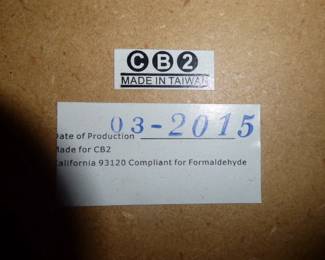 CB2
MADE IN TAIWAN
Date of Production 03-2015
Made for CB2
California 93120 Compliant for Formaldehyde